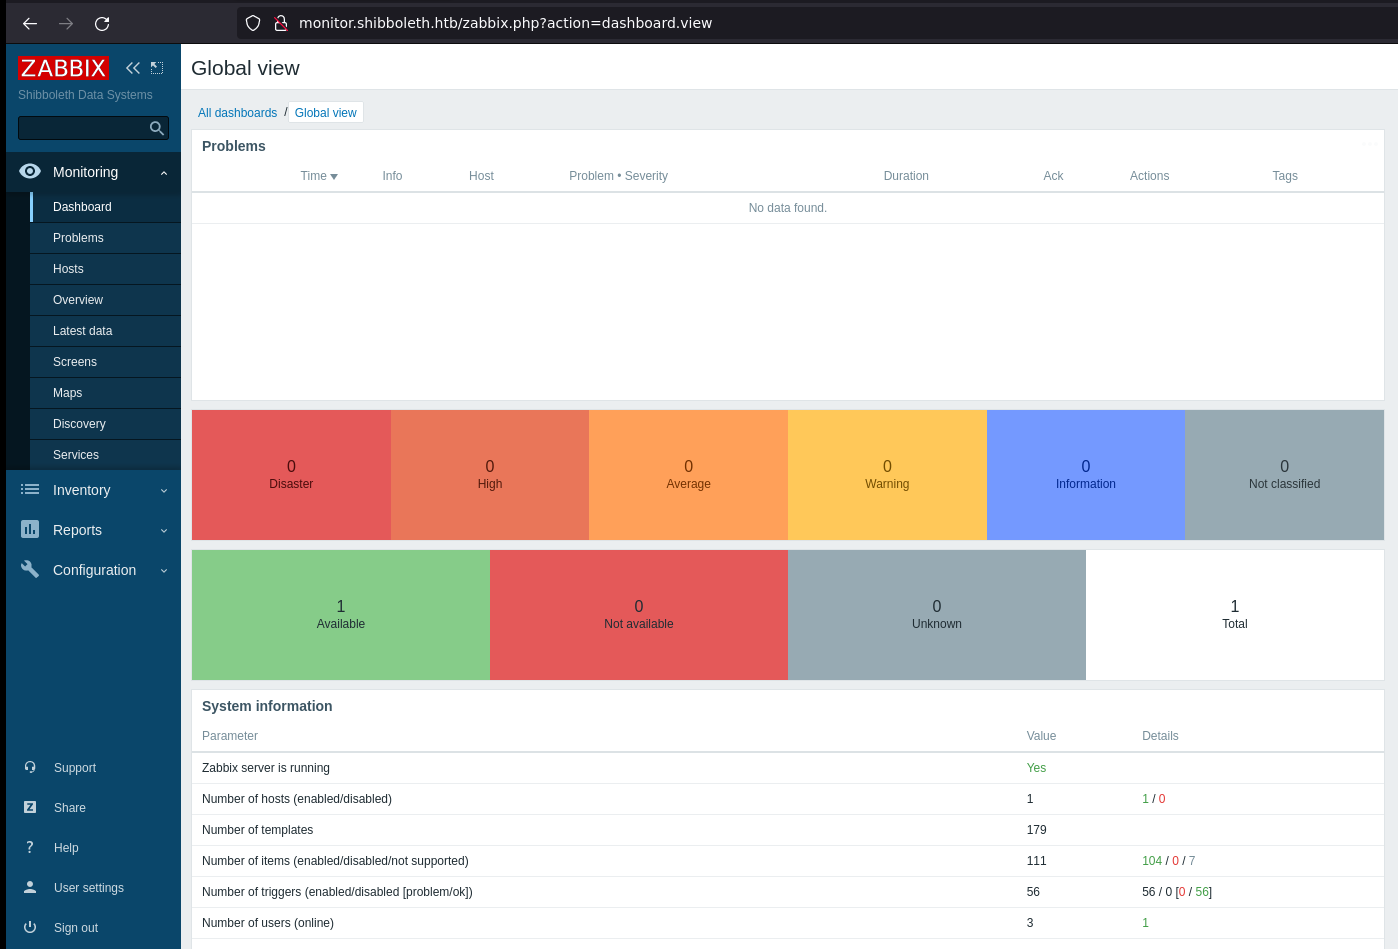 monitor.shibboleth.htb/zabbix.php?action=dashboard.view
ZABBIX
Shibboleth Data Systems
Monitoring
Dashboard
Problems
Hosts
Overview
Latest data
Screens
Maps
Discovery
Services
Inventory
Reports
Configuration
Support
Z Share
? Help
User settings
Sign out
Global view
All dashboards / Global view
Problems
Time Info Host Problem • Severity Duration Ack Actions Tags
No data found.
0 0 0 0 0 0
Disaster High Average Warning Information Not classified
1 0 0 1
Available Not available Unknown Total
System information
Parameter Value Details
Zabbix server is running Yes
Number of hosts (enabled/disabled) 1 1 / 0
Number of templates 179
Number of items (enabled/disabled/not supported) 111 104 / 0 / 7
Number of triggers (enabled/disabled [problem/ok]) 56 56 / 0 [0 / 56]
Number of users (online) 3 1